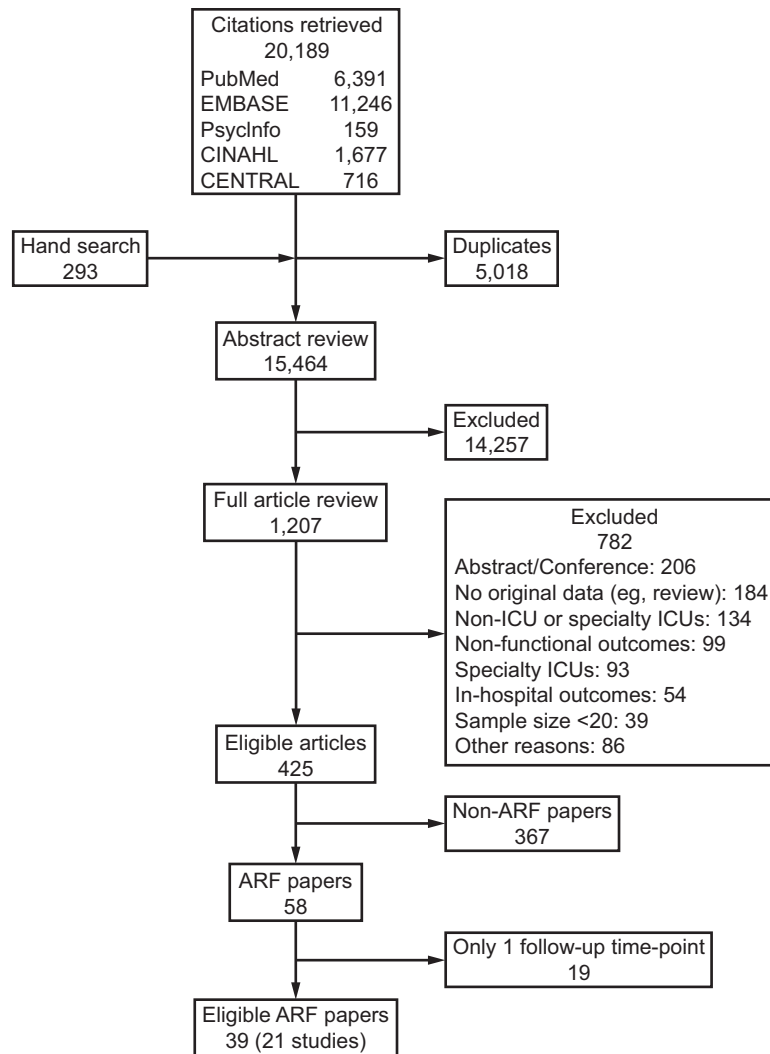 Citations retrieved
20,189
PubMed 6,391
EMBASE 11,246
PsycInfo 159
CINAHL 1,677
CENTRAL 716
Hand search
293
Duplicates
5,018
Abstract review
15,464
Excluded
14,257
Full article review
1,207
Excluded
782
Abstract/Conference: 206
No original data (eg, review): 184
Non-ICU or specialty ICUs: 134
Non-functional outcomes: 99
Specialty ICUs: 93
In-hospital outcomes: 54
Sample size <20: 39
Other reasons: 86
Eligible articles
425
Non-ARF papers
367
ARF papers
58
Only 1 follow-up time-point
19
Eligible ARF papers
39 (21 studies)